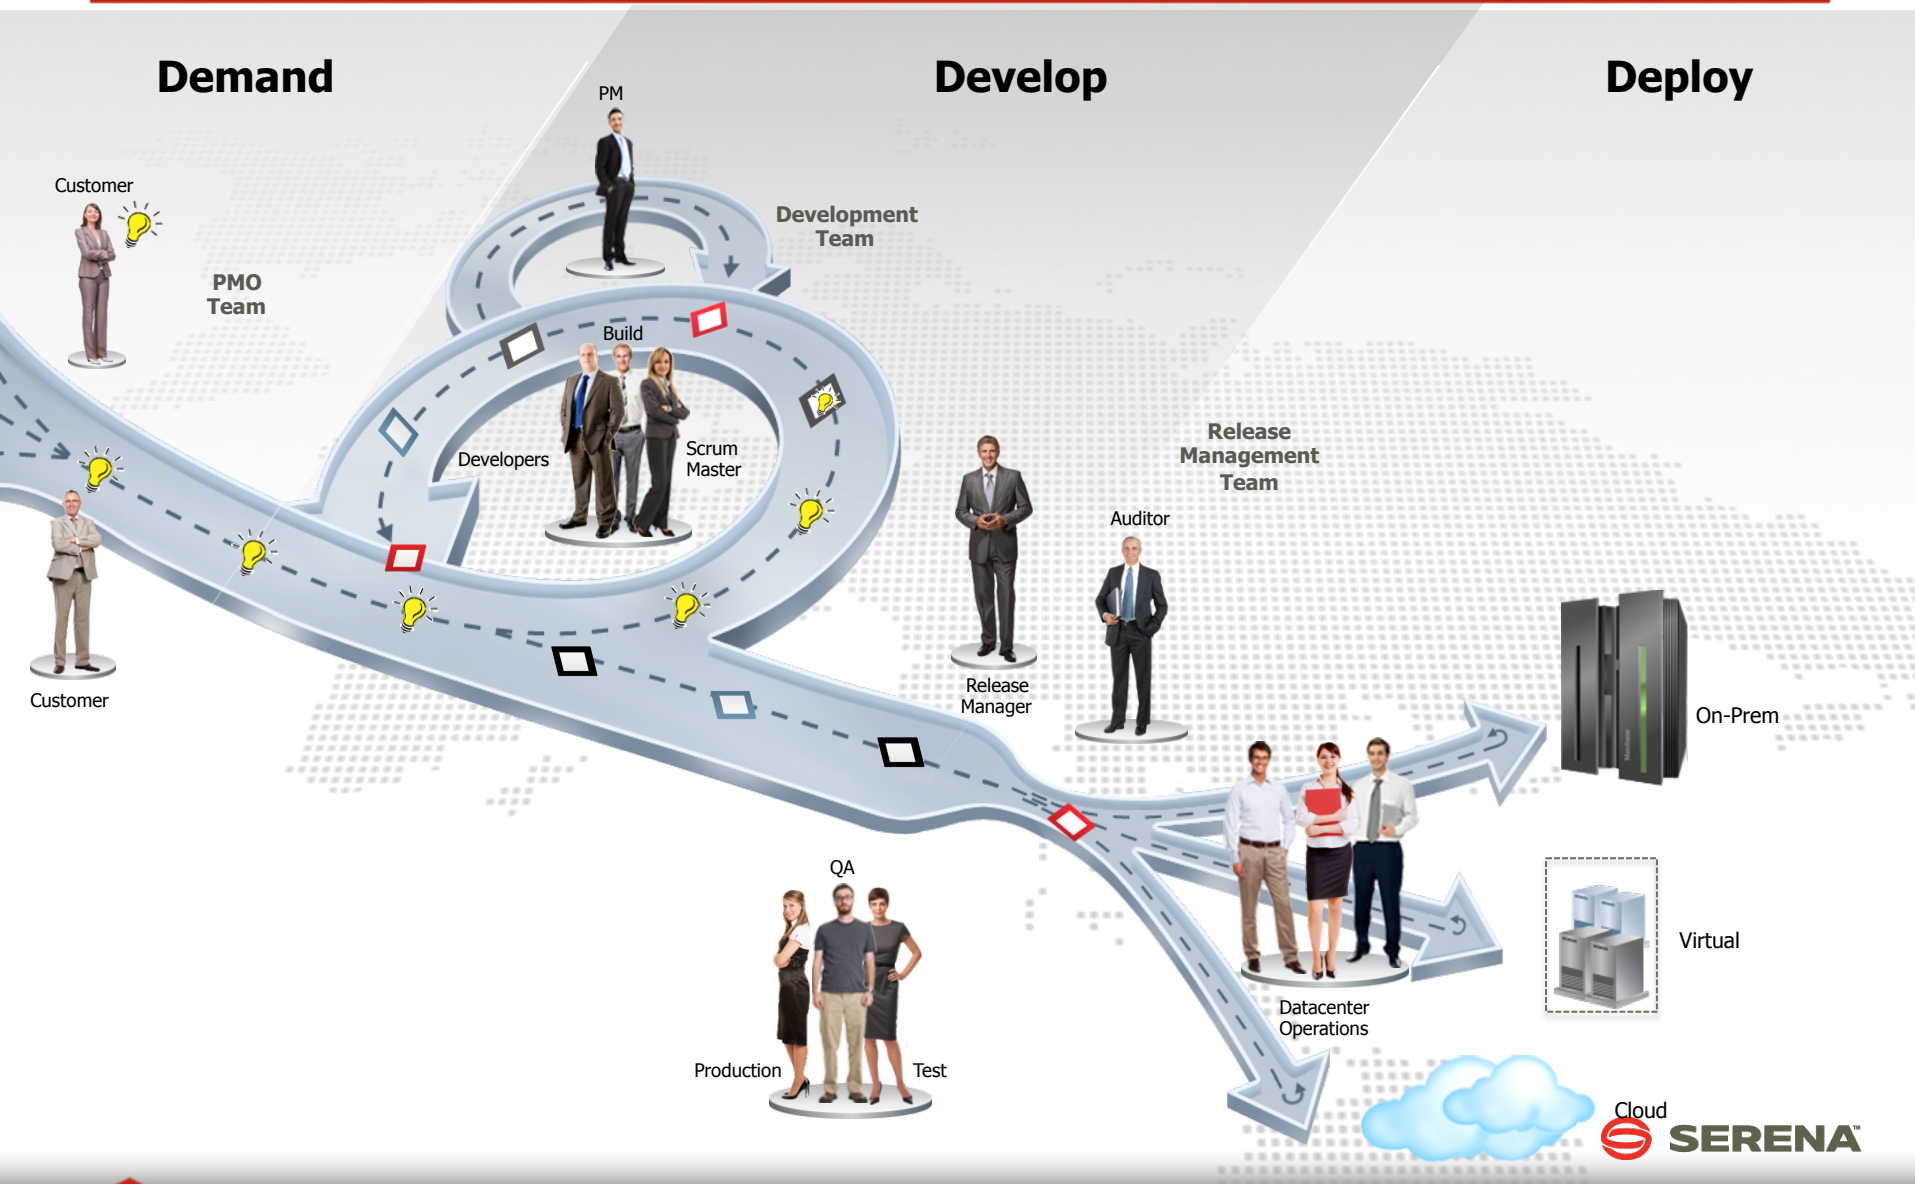 Demand
Develop
Deploy
PM
Customer
Development
Team
PMO
Team
Build
Developers
Scrum
Master
Release
Management
Team
Auditor
Customer
Release
Manager
On-Prem
QA
Virtual
Datacenter
Operations
Production
Test
Cloud
SERENA™